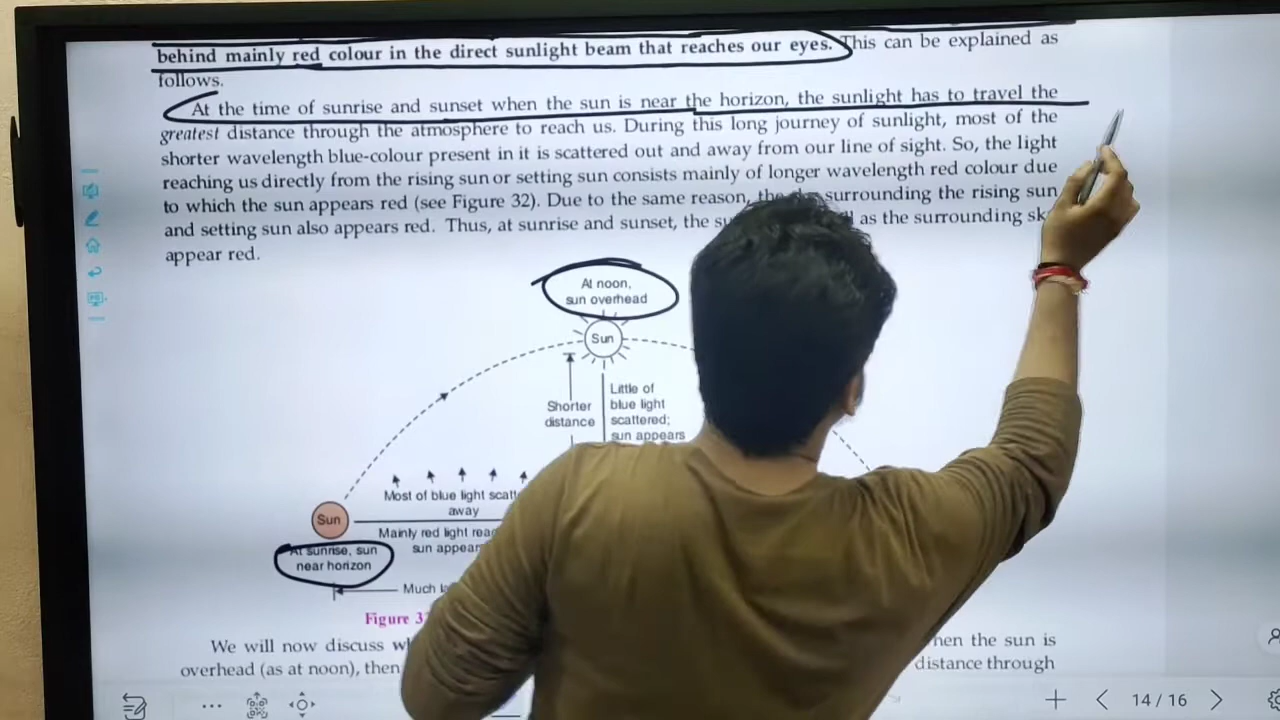 behind mainly red colour in the direct sunlight beam that reaches our eyes. This can be explained as
follows.
At the time of sunrise and sunset when the sun is near the horizon, the sunlight has to travel the
greatest distance through the atmosphere to reach us. During this long journey of sunlight, most of the
shorter wavelength blue-colour present in it is scattered out and away from our line of sight. So, the light
reaching us directly from the rising sun or setting sun consists mainly of longer wavelength red colour due
to which the sun appears red (see Figure 32). Due to the same reason, the surrounding the rising sun
and setting sun also appears red. Thus, at sunrise and sunset, the as the surrounding
appear red.
At noon,
sun overhead
Sun
Shorter
distance
Little of
blue light
scattered;
sun appears
Most of blue light
away
Sun
Mainly red light
sun
At sunrise, sun
near horizon
Much
Figure
We will now discuss the sun is
overhead (as at noon), then distance through
14 / 16